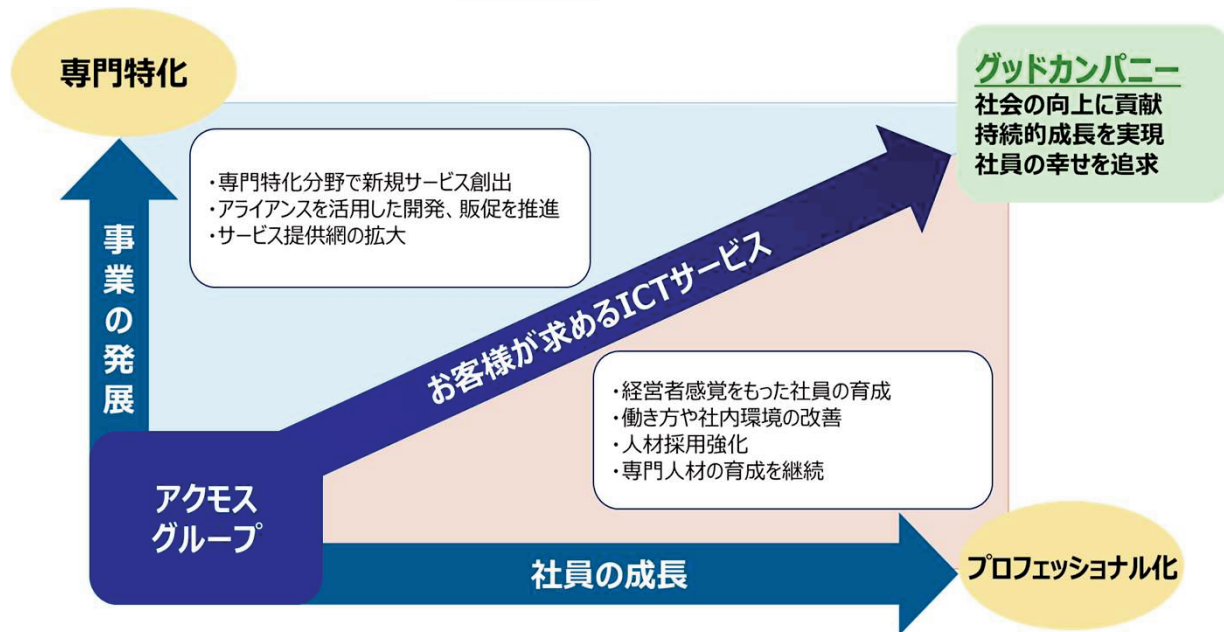 専門特化
グッドカンパニー
社会の向上に貢献
持続的成長を実現
社員の幸せを追求
・専門特化分野で新規サービス創出
・アライアンスを活用した開発、販促を推進
・サービス提供網の拡大
事業の発展
お客様が求めるICTサービス
・経営者感覚をもった社員の育成
・働き方や社内環境の改善
・人材採用強化
・専門人材の育成を継続
アクモス
グループ
社員の成長
プロフェッショナル化